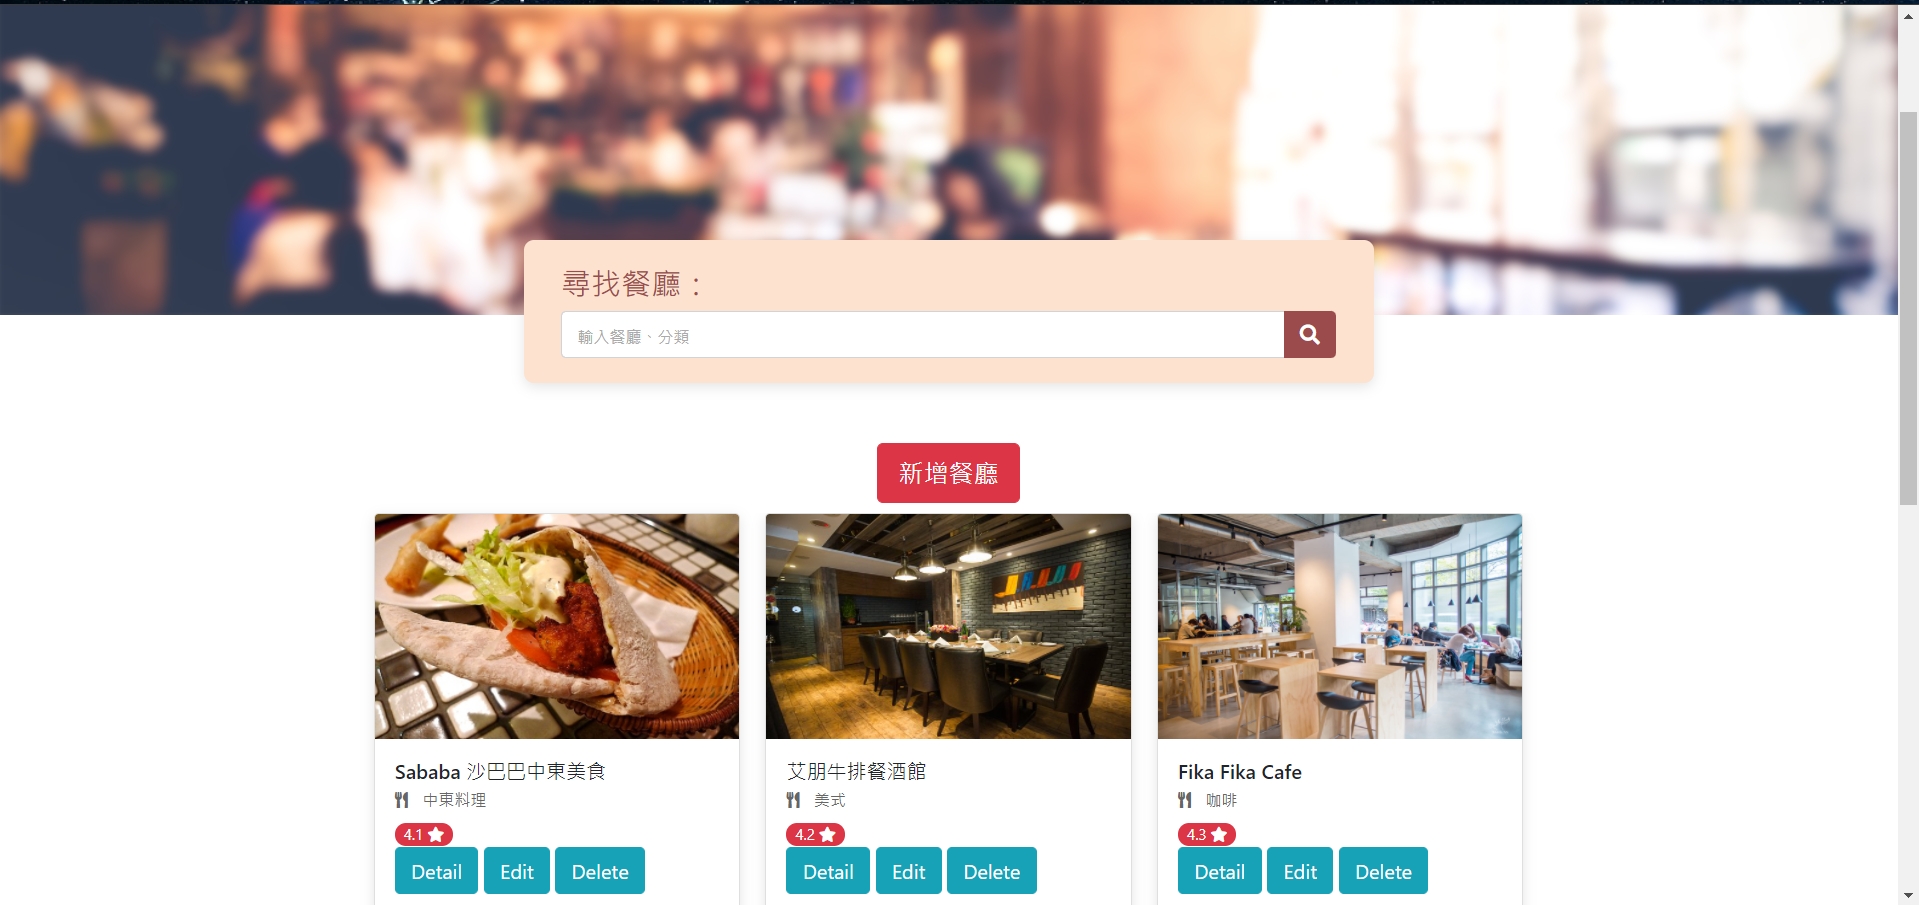 尋找餐廳：
輸入餐廳、分類
新增餐廳
Sababa 沙巴巴中東美食
中東料理
4.1
Detail Edit Delete
艾朋牛排餐酒館
美式
4.2
Detail Edit Delete
Fika Fika Cafe
咖啡
4.3
Detail Edit Delete